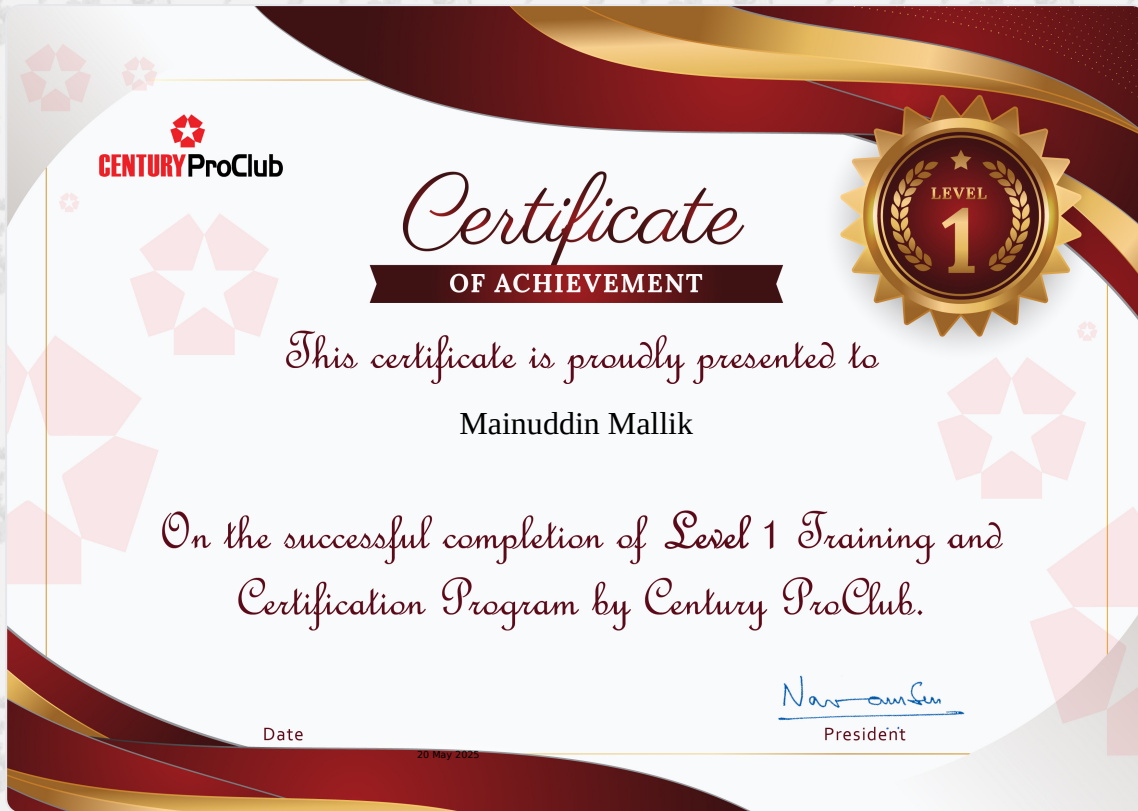 CENTURY ProClub
LEVEL
1
Certificate
OF ACHIEVEMENT
This certificate is proudly presented to
Mainuddin Mallik
On the successful completion of Level 1 Training and
Certification Program by Century ProClub.
Date
President
20 May 2025